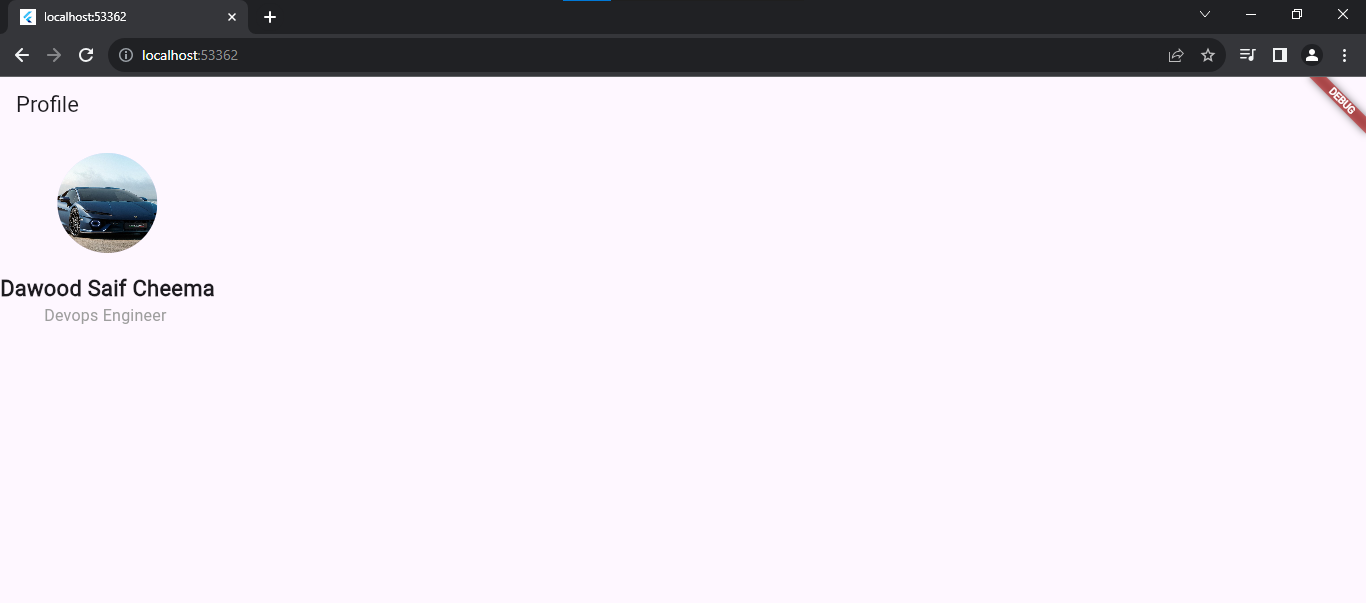 localhost:53362
localhost:53362
Profile
DEBUG
Dawood Saif Cheema
Devops Engineer